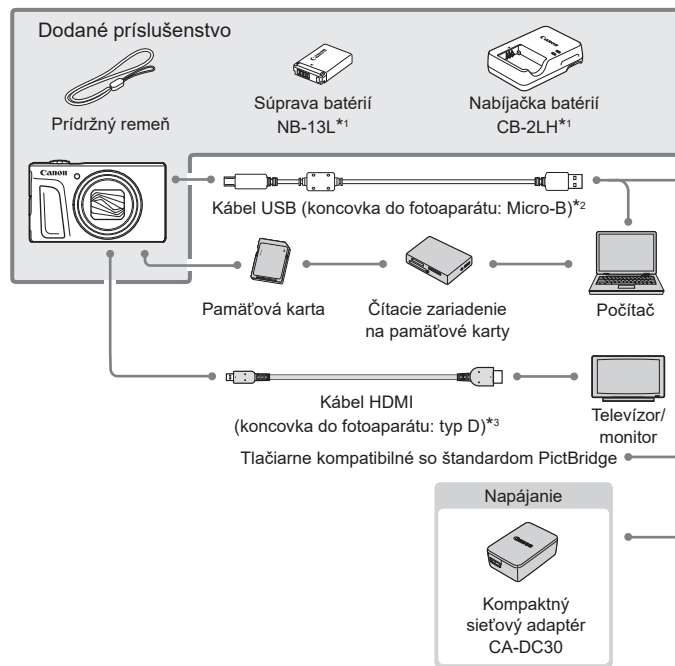 Dodané príslušenstvo
Prídržný remeň
Súprava batérií
NB-13L*1
Nabíjačka batérií
CB-2LH*1
Canon
Kábel USB (koncovka do fotoaparátu: Micro-B)*2
Pamäťová karta
Čítacie zariadenie
na pamäťové karty
Počítač
Kábel HDMI
(koncovka do fotoaparátu: typ D)*3
Televízor/
monitor
Tlačiarne kompatibilné so štandardom PictBridge
Napájanie
Canon
Kompaktný
sieťový adaptér
CA-DC30